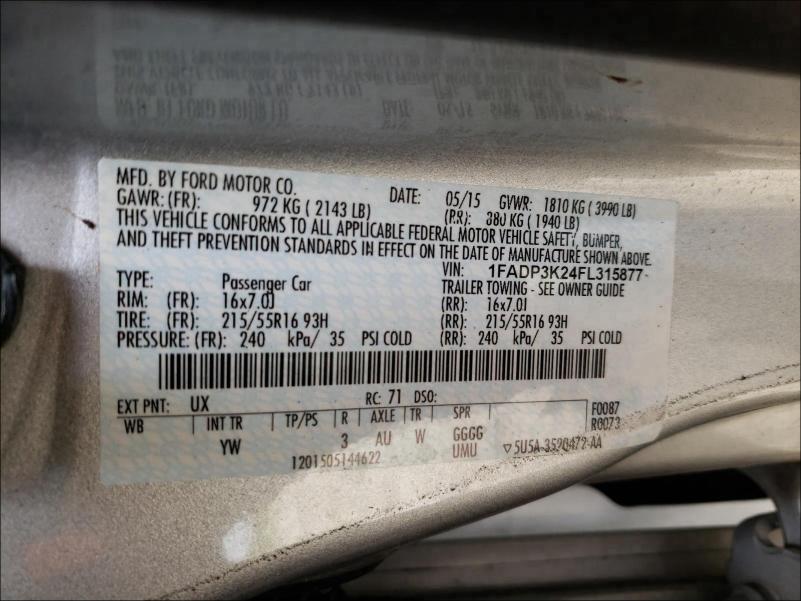 MFD. BY FORD MOTOR CO. DATE: 05/15 GVWR: 1810 KG ( 3990 LB)
GAWR: (FR): 972 KG ( 2143 LB) (RR): 880 KG ( 1940 LB)
THIS VEHICLE CONFORMS TO ALL APPLICABLE FEDERAL MOTOR VEHICLE SAFETY, BUMPER,
AND THEFT PREVENTION STANDARDS IN EFFECT ON THE DATE OF MANUFACTURE SHOWN ABOVE.
VIN: 1FADP3K24FL315877
TYPE: Passenger Car TRAILER TOWING - SEE OWNER GUIDE
RIM: (FR): 16x7.0J (RR): 16x7.0J
TIRE: (FR): 215/55R16 93H (RR): 215/55R16 93H
PRESSURE: (FR): 240 kPa/ 35 PSI COLD (RR): 240 kPa/ 35 PSI COLD
EXT PNT: UX RC: 71 DSO: F0087
WB INT TR TP/PS R AXLE TR SPR R0073
YW 3 AU W GGGG
1201505144622 UMU ▽5U5A-3520472-AA